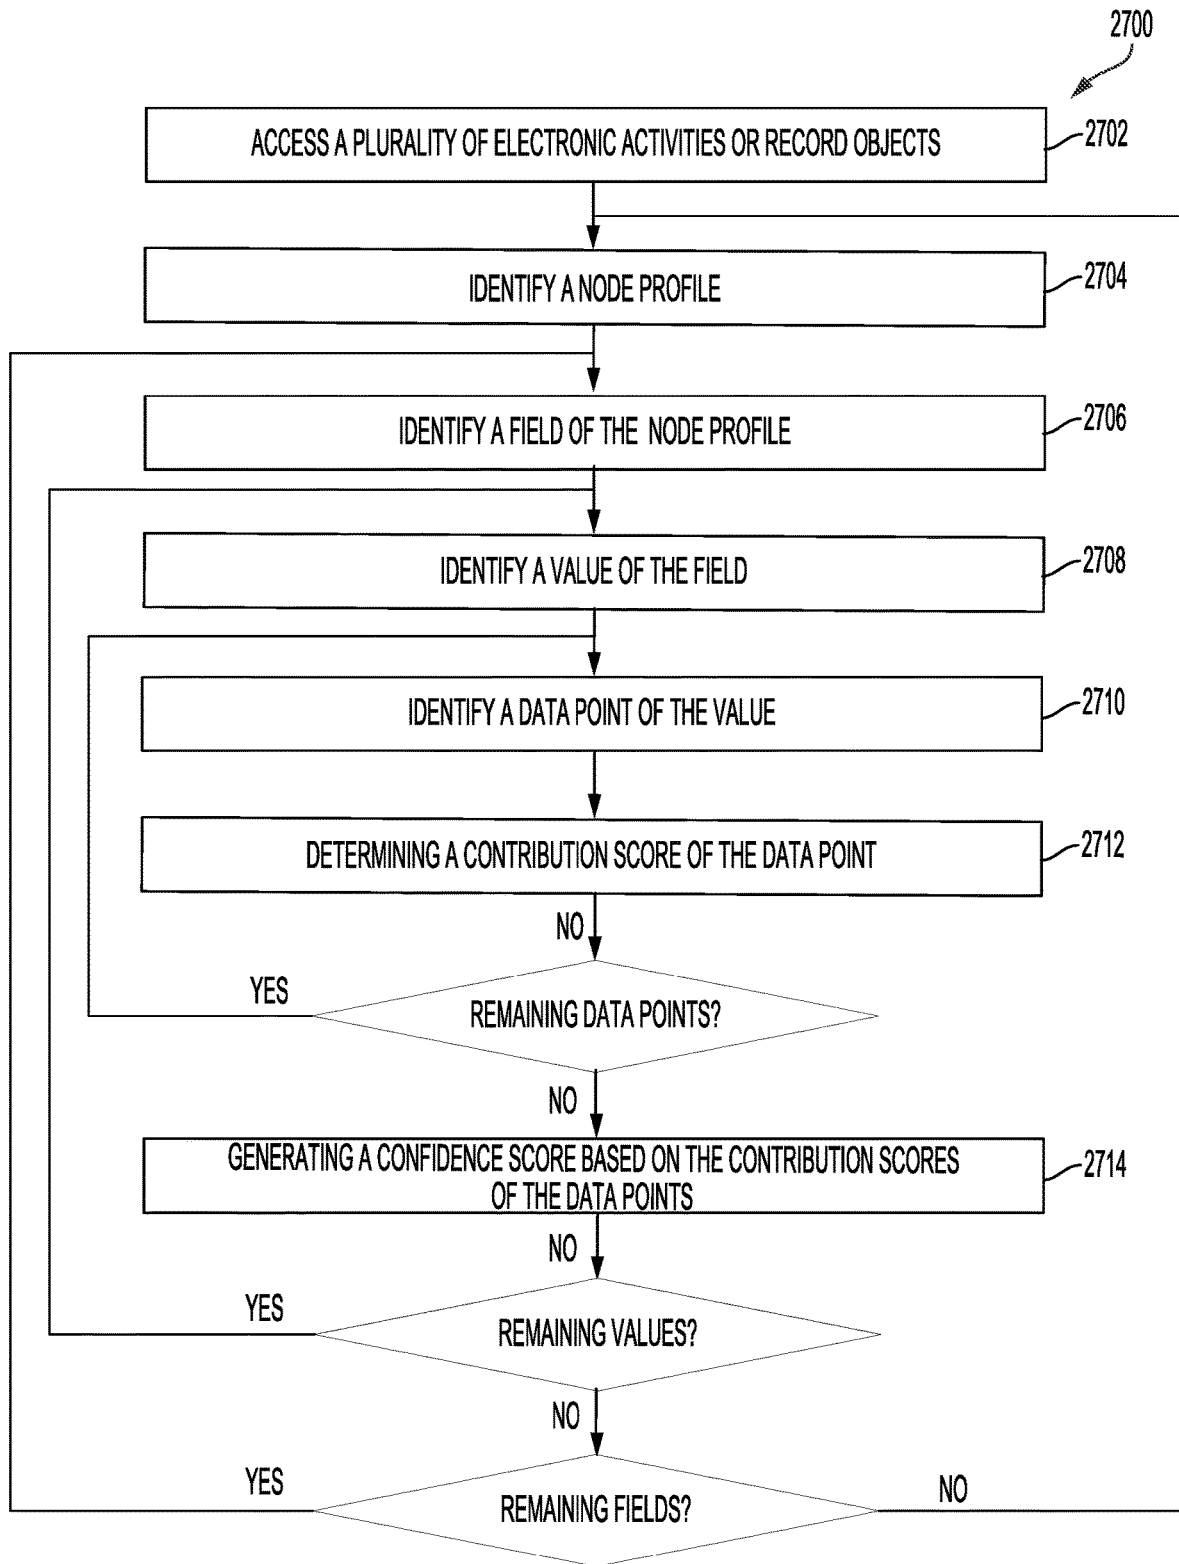 2700
ACCESS A PLURALITY OF ELECTRONIC ACTIVITIES OR RECORD OBJECTS
2702
IDENTIFY A NODE PROFILE
2704
IDENTIFY A FIELD OF THE NODE PROFILE
2706
IDENTIFY A VALUE OF THE FIELD
2708
IDENTIFY A DATA POINT OF THE VALUE
2710
DETERMINING A CONTRIBUTION SCORE OF THE DATA POINT
2712
NO
YES
REMAINING DATA POINTS?
NO
GENERATING A CONFIDENCE SCORE BASED ON THE CONTRIBUTION SCORES
OF THE DATA POINTS
2714
NO
YES
REMAINING VALUES?
NO
YES
REMAINING FIELDS?
NO